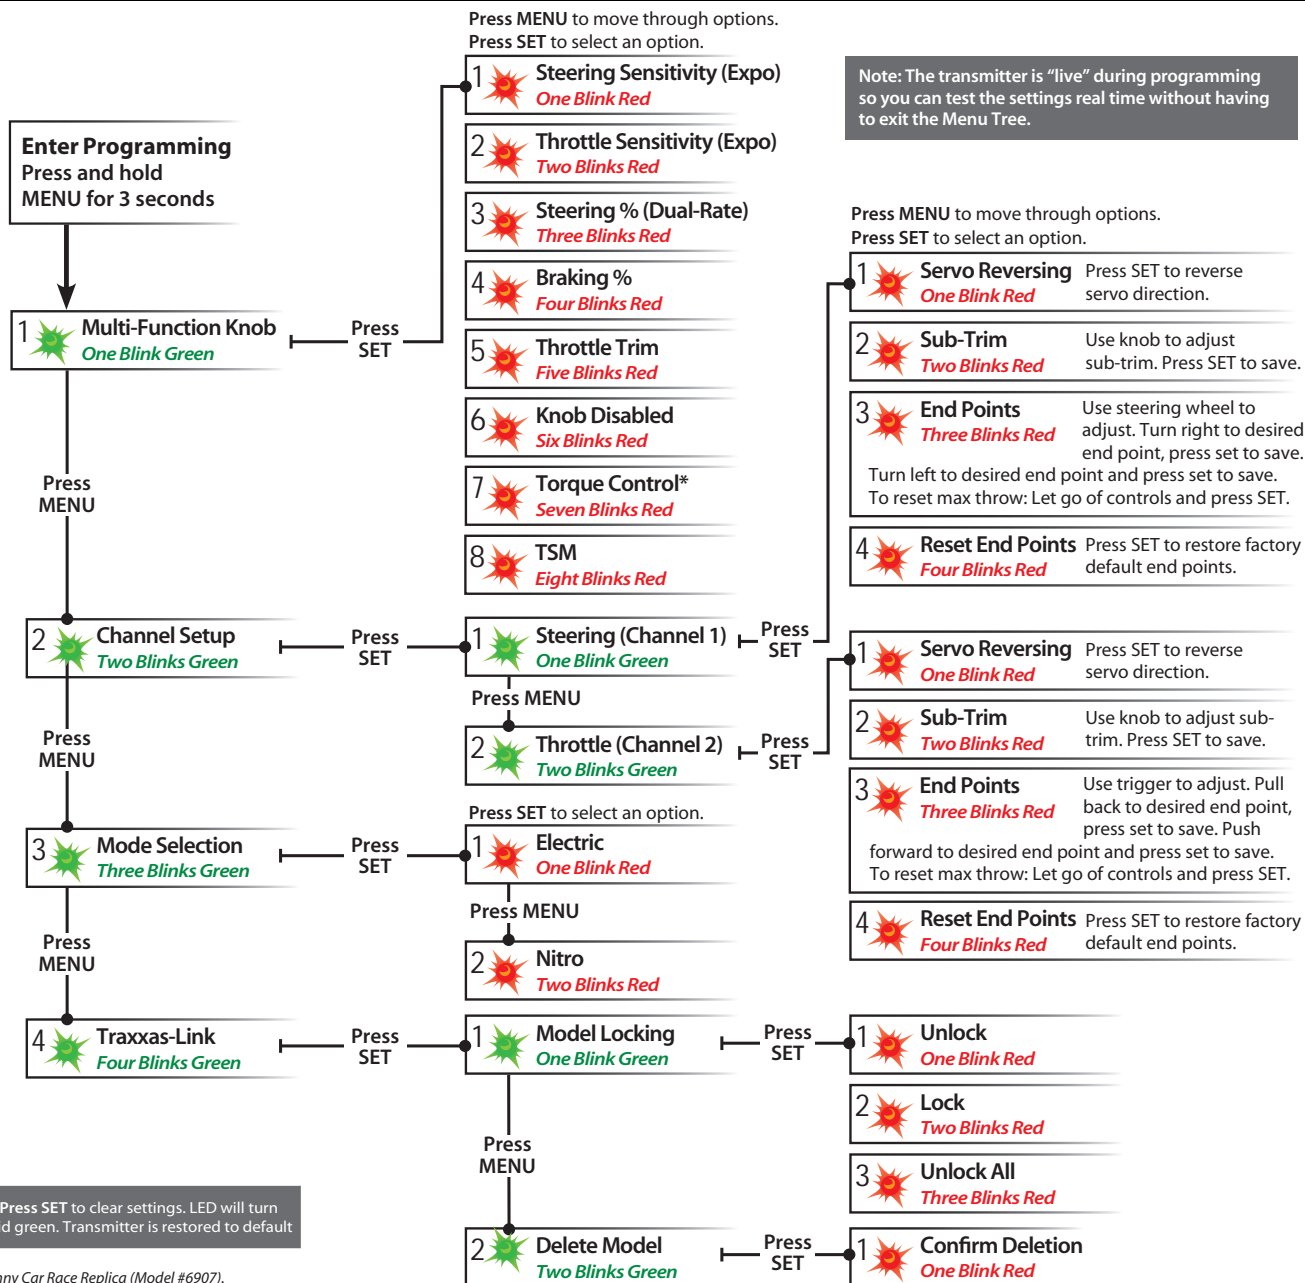 Press MENU to move through options.
Press SET to select an option.
Note: The transmitter is “live” during programming
so you can test the settings real time without having
to exit the Menu Tree.
Enter Programming
Press and hold
MENU for 3 seconds
1 Multi-Function Knob
One Blink Green
Press
SET
1 Steering Sensitivity (Expo)
One Blink Red
2 Throttle Sensitivity (Expo)
Two Blinks Red
3 Steering % (Dual-Rate)
Three Blinks Red
4 Braking %
Four Blinks Red
5 Throttle Trim
Five Blinks Red
6 Knob Disabled
Six Blinks Red
7 Torque Control*
Seven Blinks Red
8 TSM
Eight Blinks Red
Press
MENU
2 Channel Setup
Two Blinks Green
Press
SET
1 Steering (Channel 1)
One Blink Green
Press
SET
Press MENU
2 Throttle (Channel 2)
Two Blinks Green
Press
SET
Press MENU to move through options.
Press SET to select an option.
1 Servo Reversing Press SET to reverse
One Blink Red servo direction.
2 Sub-Trim Use knob to adjust
Two Blinks Red sub-trim. Press SET to save.
3 End Points Use steering wheel to
Three Blinks Red adjust. Turn right to desired
end point, press set to save.
Turn left to desired end point and press set to save.
To reset max throw: Let go of controls and press SET.
4 Reset End Points Press SET to restore factory
Four Blinks Red default end points.
1 Servo Reversing Press SET to reverse
One Blink Red servo direction.
2 Sub-Trim Use knob to adjust sub-
Two Blinks Red trim. Press SET to save.
3 End Points Use trigger to adjust. Pull
Three Blinks Red back to desired end point,
press set to save. Push
forward to desired end point and press set to save.
To reset max throw: Let go of controls and press SET.
4 Reset End Points Press SET to restore factory
Four Blinks Red default end points.
Press
MENU
3 Mode Selection
Three Blinks Green
Press
SET
Press SET to select an option.
1 Electric
One Blink Red
Press MENU
2 Nitro
Two Blinks Red
Press
MENU
4 Traxxas-Link
Four Blinks Green
Press
SET
1 Model Locking
One Blink Green
Press
SET
1 Unlock
One Blink Red
2 Lock
Two Blinks Red
3 Unlock All
Three Blinks Red
Press
MENU
2 Delete Model
Two Blinks Green
Press
SET
1 Confirm Deletion
One Blink Red
Press SET to clear settings. LED will turn
green. Transmitter is restored to default
Car Race Replica (Model #6907).